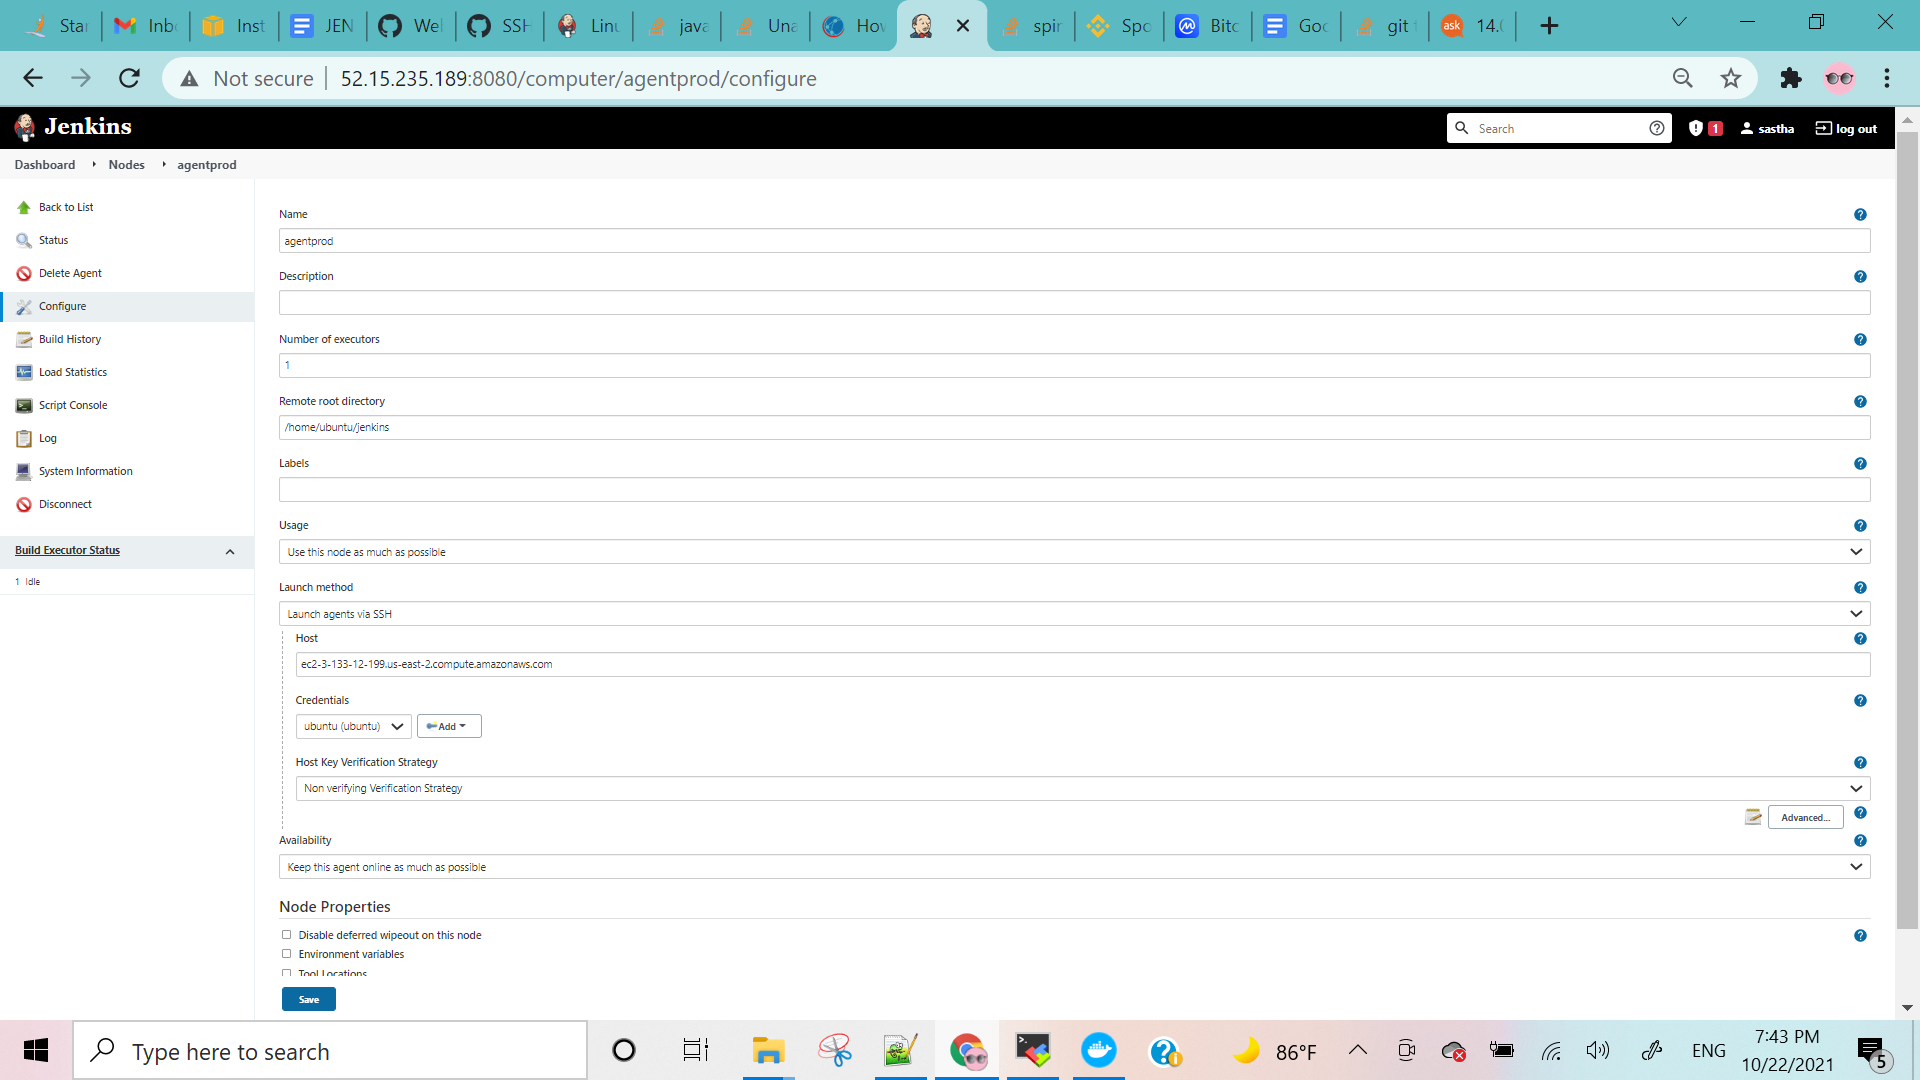 Star
Inb
Inst
JEN
Wel
SSH
Linu
java
Una
How
spin
Spo
Bitc
Goo
git
14.
Not secure
52.15.235.189:8080/computer/agentprod/configure
Jenkins
Search
1
sastha
log out
Dashboard
Nodes
agentprod
Back to List
Status
Delete Agent
Configure
Build History
Load Statistics
Script Console
Log
System Information
Disconnect
Build Executor Status
1 Idle
Name
agentprod
Description
Number of executors
1
Remote root directory
/home/ubuntu/jenkins
Labels
Usage
Use this node as much as possible
Launch method
Launch agents via SSH
Host
ec2-3-133-12-199.us-east-2.compute.amazonaws.com
Credentials
ubuntu (ubuntu)
Add
Host Key Verification Strategy
Non verifying Verification Strategy
Advanced...
Availability
Keep this agent online as much as possible
Node Properties
Disable deferred wipeout on this node
Environment variables
Tool Locations
Save
Type here to search
86°F
ENG
7:43 PM
10/22/2021
5